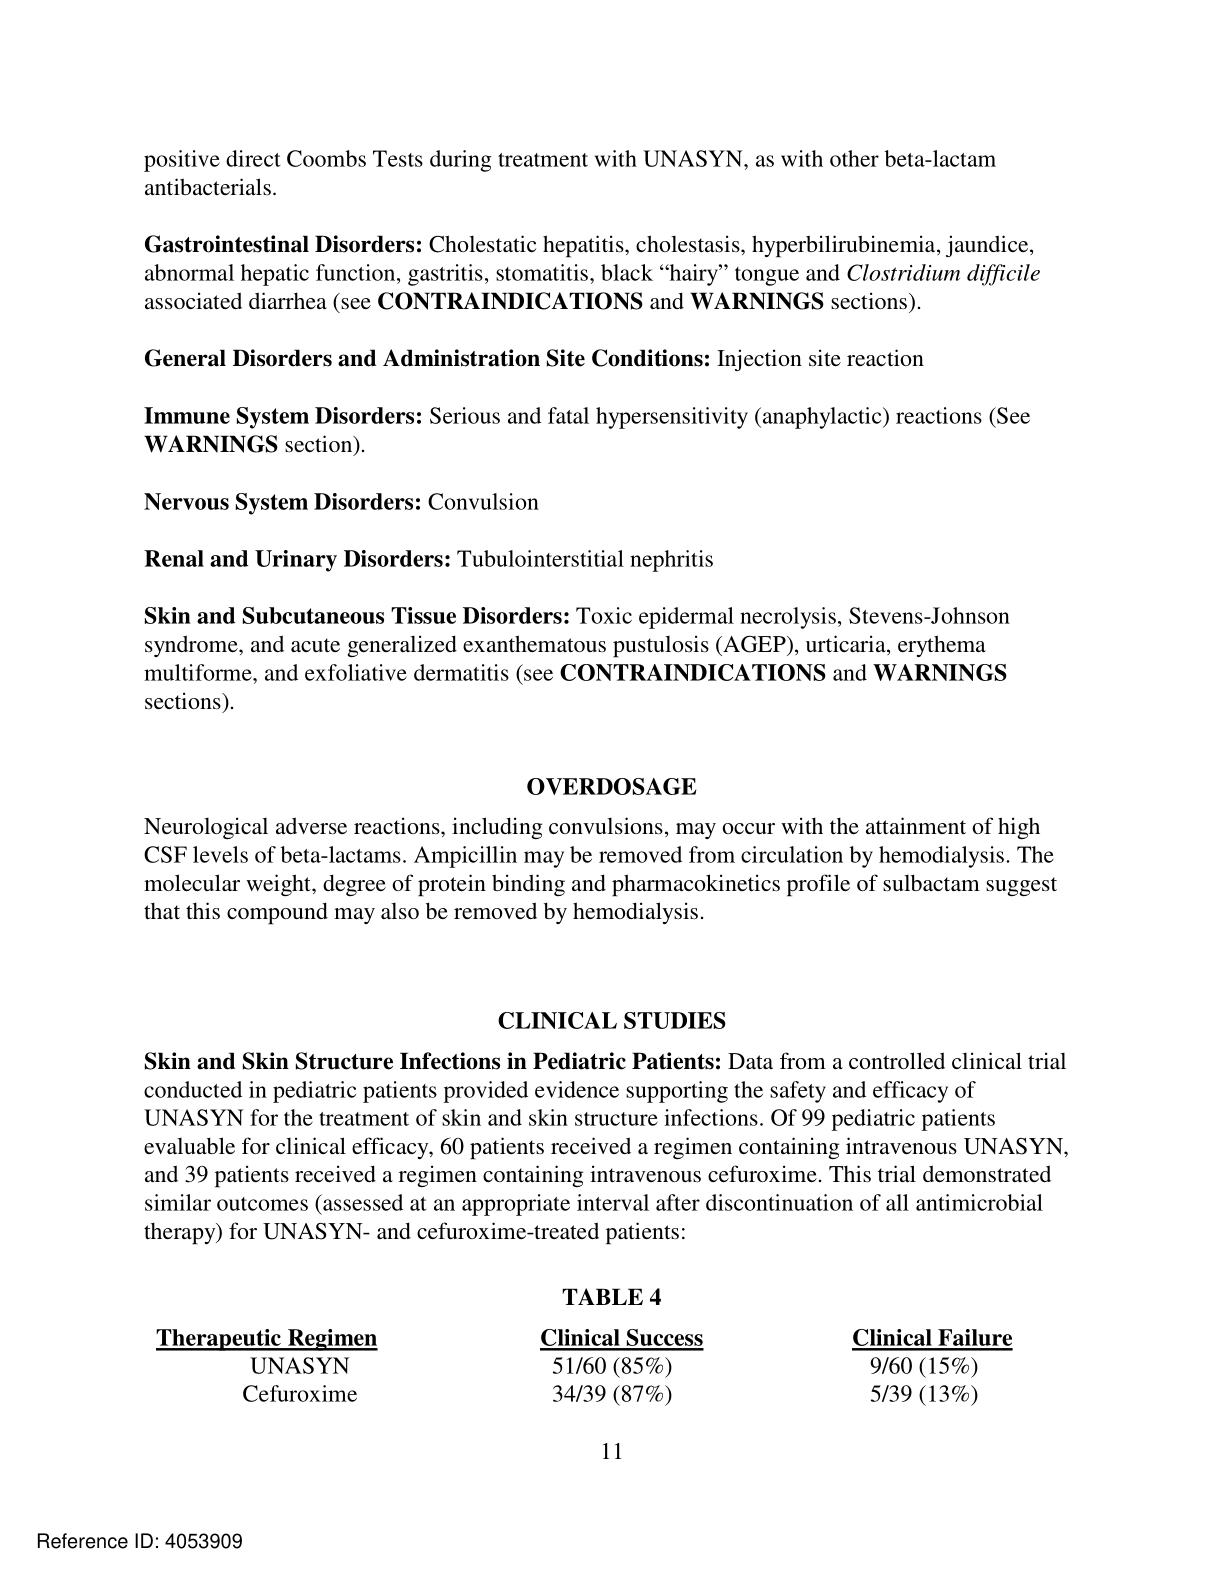 positive direct Coombs Tests during treatment with UNASYN, as with other beta-lactam
antibacterials.
Gastrointestinal Disorders: Cholestatic hepatitis, cholestasis, hyperbilirubinemia, jaundice,
abnormal hepatic function, gastritis, stomatitis, black “hairy” tongue and Clostridium difficile
associated diarrhea (see CONTRAINDICATIONS and WARNINGS sections).
General Disorders and Administration Site Conditions: Injection site reaction
Immune System Disorders: Serious and fatal hypersensitivity (anaphylactic) reactions (See
WARNINGS section).
Nervous System Disorders: Convulsion
Renal and Urinary Disorders: Tubulointerstitial nephritis
Skin and Subcutaneous Tissue Disorders: Toxic epidermal necrolysis, Stevens-Johnson
syndrome, and acute generalized exanthematous pustulosis (AGEP), urticaria, erythema
multiforme, and exfoliative dermatitis (see CONTRAINDICATIONS and WARNINGS
sections).
OVERDOSAGE
Neurological adverse reactions, including convulsions, may occur with the attainment of high
CSF levels of beta-lactams. Ampicillin may be removed from circulation by hemodialysis. The
molecular weight, degree of protein binding and pharmacokinetics profile of sulbactam suggest
that this compound may also be removed by hemodialysis.
CLINICAL STUDIES
Skin and Skin Structure Infections in Pediatric Patients: Data from a controlled clinical trial
conducted in pediatric patients provided evidence supporting the safety and efficacy of
UNASYN for the treatment of skin and skin structure infections. Of 99 pediatric patients
evaluable for clinical efficacy, 60 patients received a regimen containing intravenous UNASYN,
and 39 patients received a regimen containing intravenous cefuroxime. This trial demonstrated
similar outcomes (assessed at an appropriate interval after discontinuation of all antimicrobial
therapy) for UNASYN- and cefuroxime-treated patients:
TABLE 4
Therapeutic Regimen Clinical Success Clinical Failure
UNASYN 51/60 (85%) 9/60 (15%)
Cefuroxime 34/39 (87%) 5/39 (13%)
11
Reference ID: 4053909